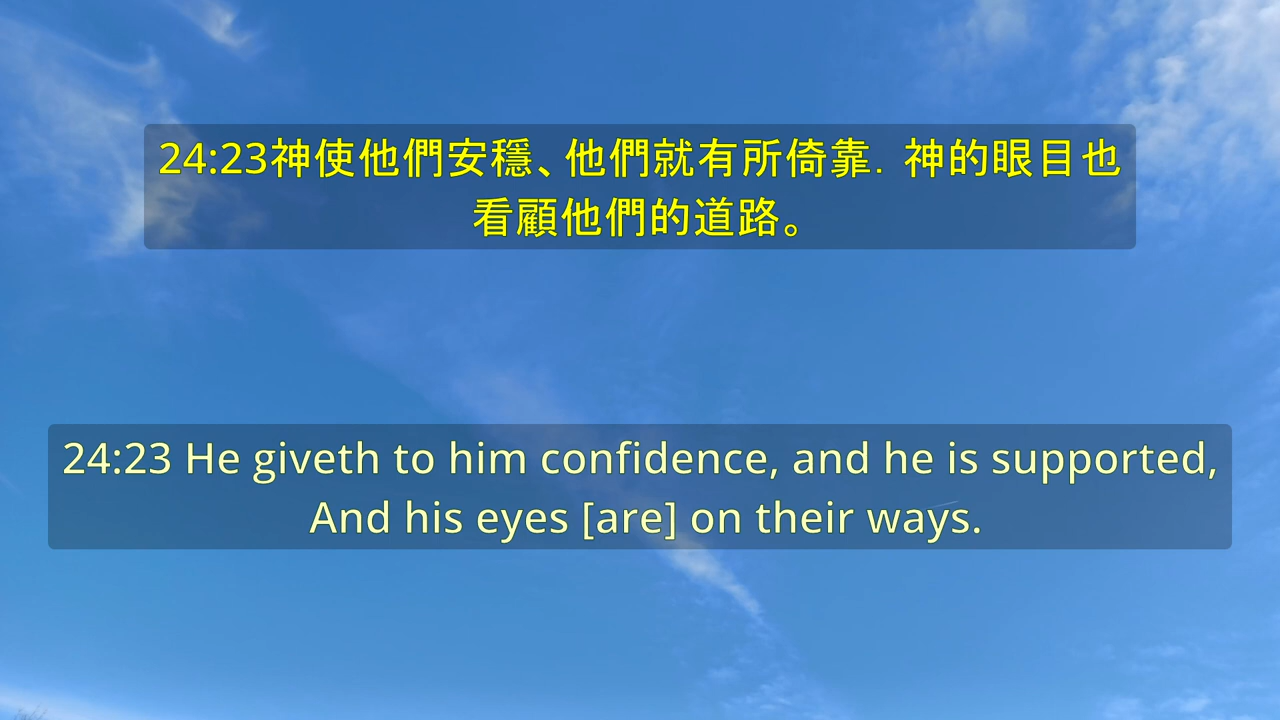 24:23神使他們安穩、他們就有所倚靠．神的眼目也
看顧他們的道路。
24:23 He giveth to him confidence, and he is supported,
And his eyes [are] on their ways.